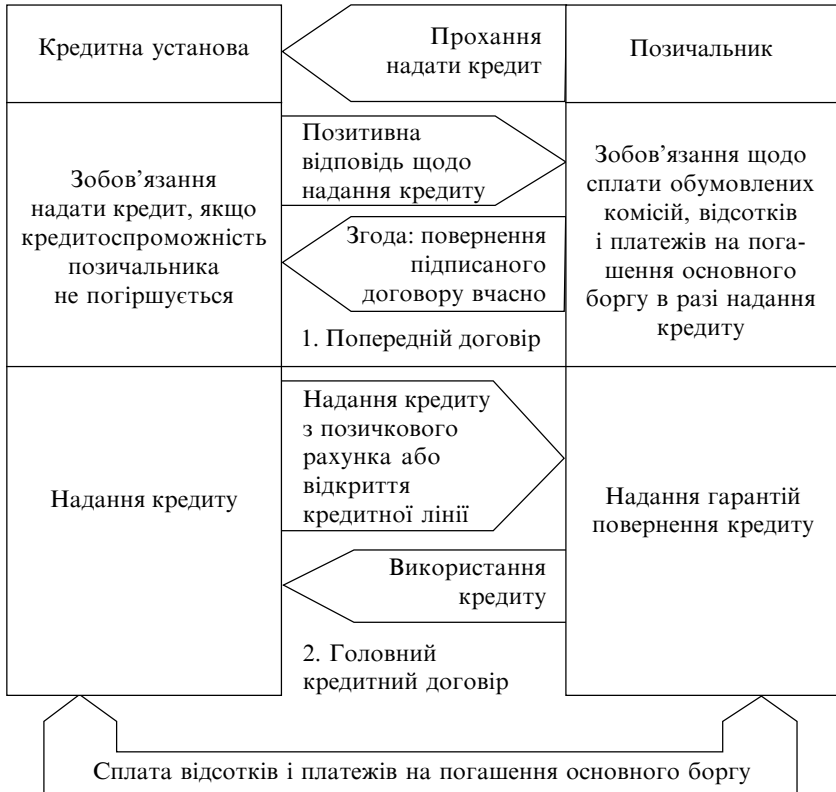 Кредитна установа
Прохання
надати кредит
Позичальник
Зобов’язання
надати кредит, якщо
кредитоспроможність
позичальника
не погіршується
Позитивна
відповідь щодо
надання кредиту
Згода: повернення
підписаного
договору вчасно
1. Попередній договір
Зобов’язання щодо
сплати обумовлених
комісій, відсотків
і платежів на пога-
шення основного
боргу в разі надання
кредиту
Надання кредиту
Надання кредиту
з позичкового
рахунка або
відкриття
кредитної лінії
Використання
кредиту
2. Головний
кредитний договір
Надання гарантій
повернення кредиту
Сплата відсотків і платежів на погашення основного боргу